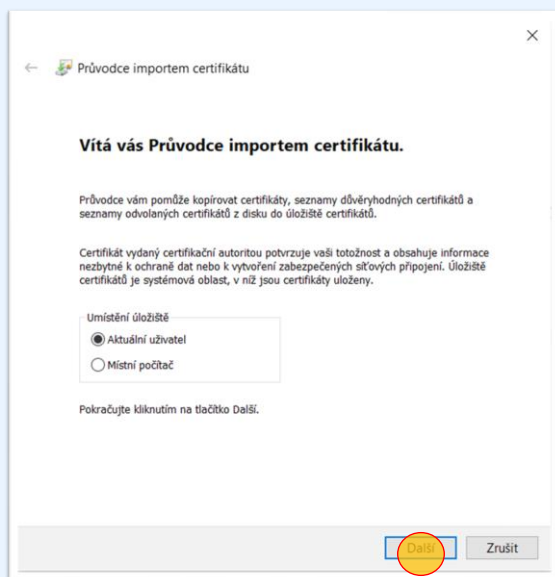 Průvodce importem certifikátu
Vítá vás Průvodce importem certifikátu.
Průvodce vám pomůže kopírovat certifikáty, seznamy důvěryhodných certifikátů a
seznamy odvolaných certifikátů z disku do úložiště certifikátů.
Certifikát vydaný certifikační autoritou potvrzuje vaši totožnost a obsahuje informace
nezbytné k ochraně dat nebo k vytvoření zabezpečených síťových připojení. Úložiště
certifikátů je systémová oblast, v níž jsou certifikáty uloženy.
Umístění úložiště
Aktuální uživatel
Místní počítač
Pokračujte kliknutím na tlačítko Další.
Další
Zrušit